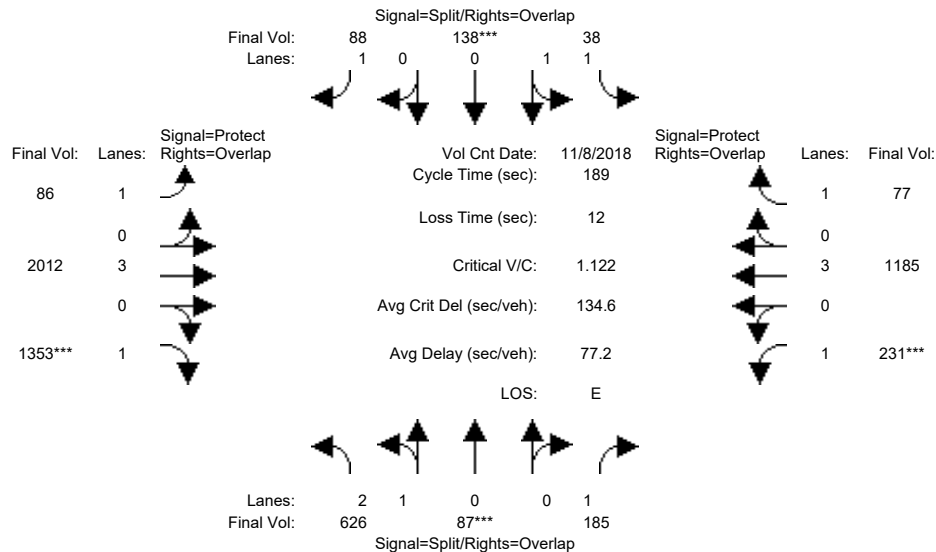 Signal=Split/Rights=Overlap
Final Vol: 88 138*** 38
Lanes: 1 0 0 1 1
Signal=Protect Signal=Protect
Final Vol: Lanes: Rights=Overlap Vol Cnt Date: 11/8/2018 Rights=Overlap Lanes: Final Vol:
Cycle Time (sec): 189
86 1 1 77
Loss Time (sec): 12
0 0
2012 3 Critical V/C: 1.122 3 1185
0 Avg Crit Del (sec/veh): 134.6 0
1353*** 1 Avg Delay (sec/veh): 77.2 1 231***
LOS: E
Lanes: 2 1 0 0 1
Final Vol: 626 87*** 185
Signal=Split/Rights=Overlap